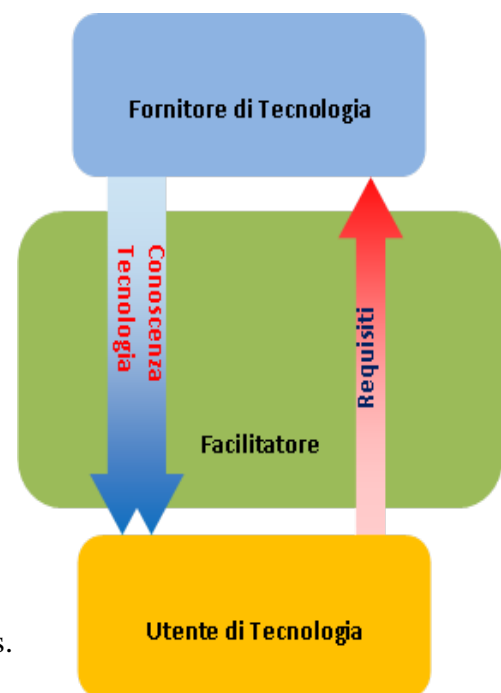 Fornitore di Tecnologia
Conoscenza
Tecnologia
Requisiti
Facilitatore
Utente di Tecnologia
s.